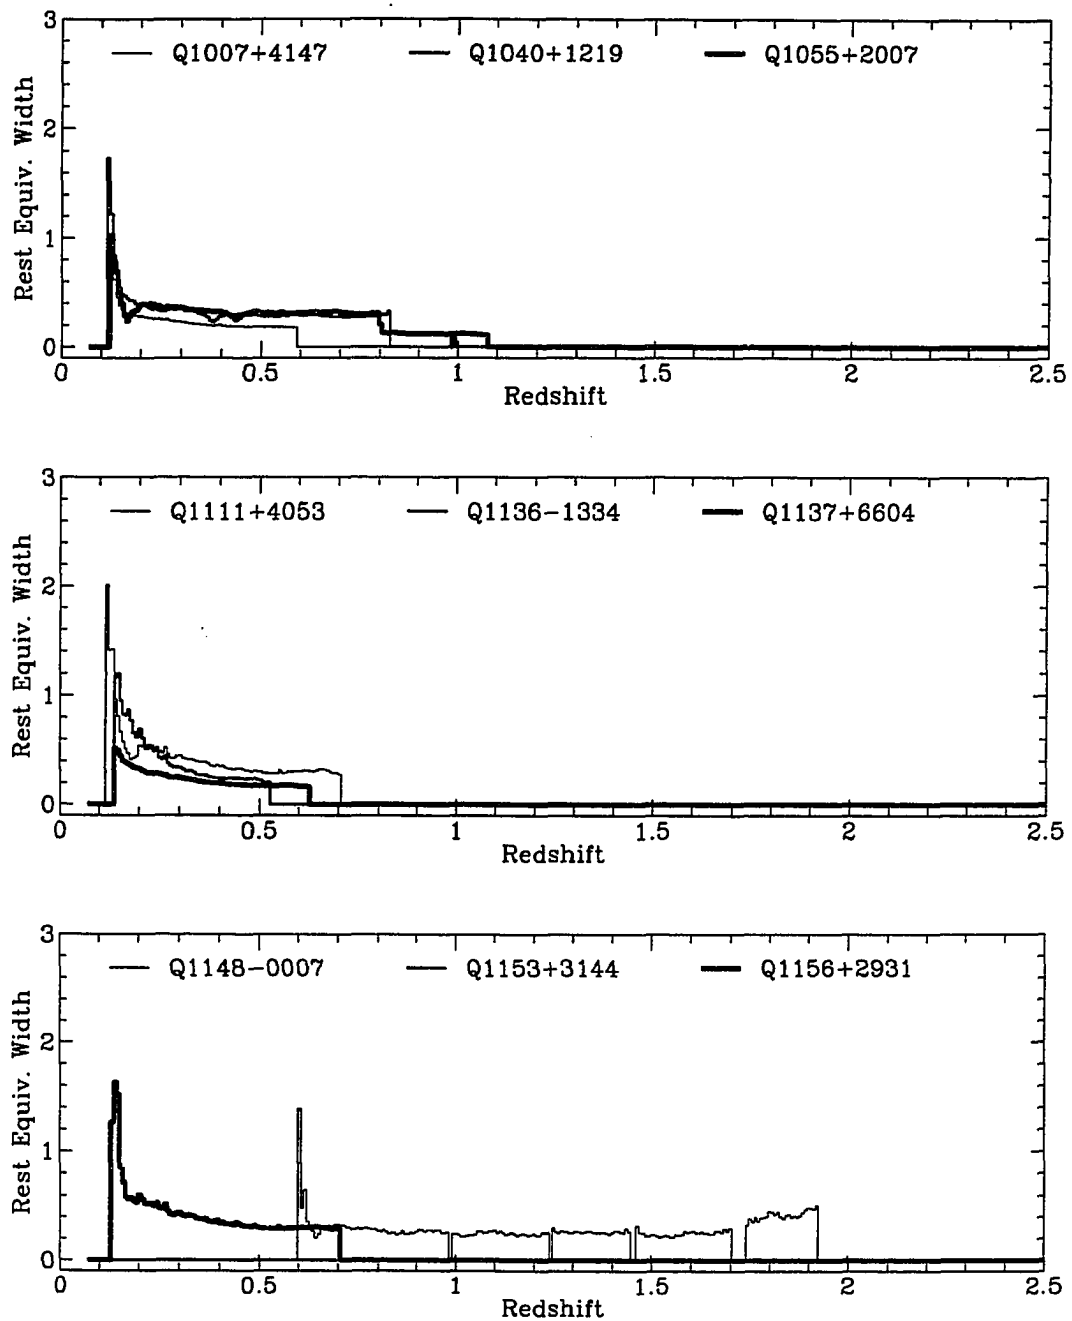 3
Q1007+4147 Q1040+1219 Q1055+2007
2
1
0
Rest Equiv. Width
0 0.5 1 1.5 2 2.5
Redshift
3
Q1111+4053 Q1136-1334 Q1137+6604
2
1
0
Rest Equiv. Width
0 0.5 1 1.5 2 2.5
Redshift
3
Q1148-0007 Q1153+3144 Q1156+2931
2
1
0
Rest Equiv. Width
0 0.5 1 1.5 2 2.5
Redshift